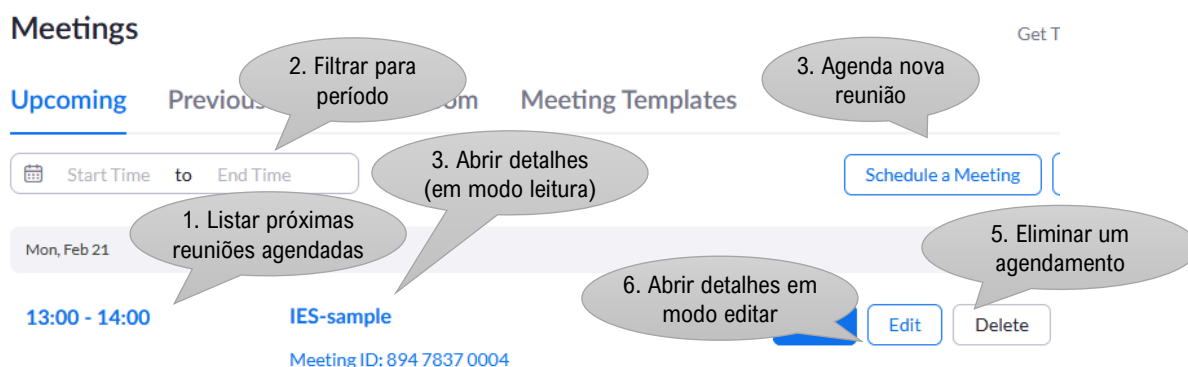 Meetings
Get T
2. Filtrar para
período
3. Agenda nova
reunião
Upcoming
Previous
om
Meeting Templates
Start Time to End Time
3. Abrir detalhes
(em modo leitura)
Schedule a Meeting
1. Listar próximas
reuniões agendadas
Mon, Feb 21
5. Eliminar um
agendamento
6. Abrir detalhes em
modo editar
13:00 - 14:00
IES-sample
Edit
Delete
Meeting ID: 894 7837 0004